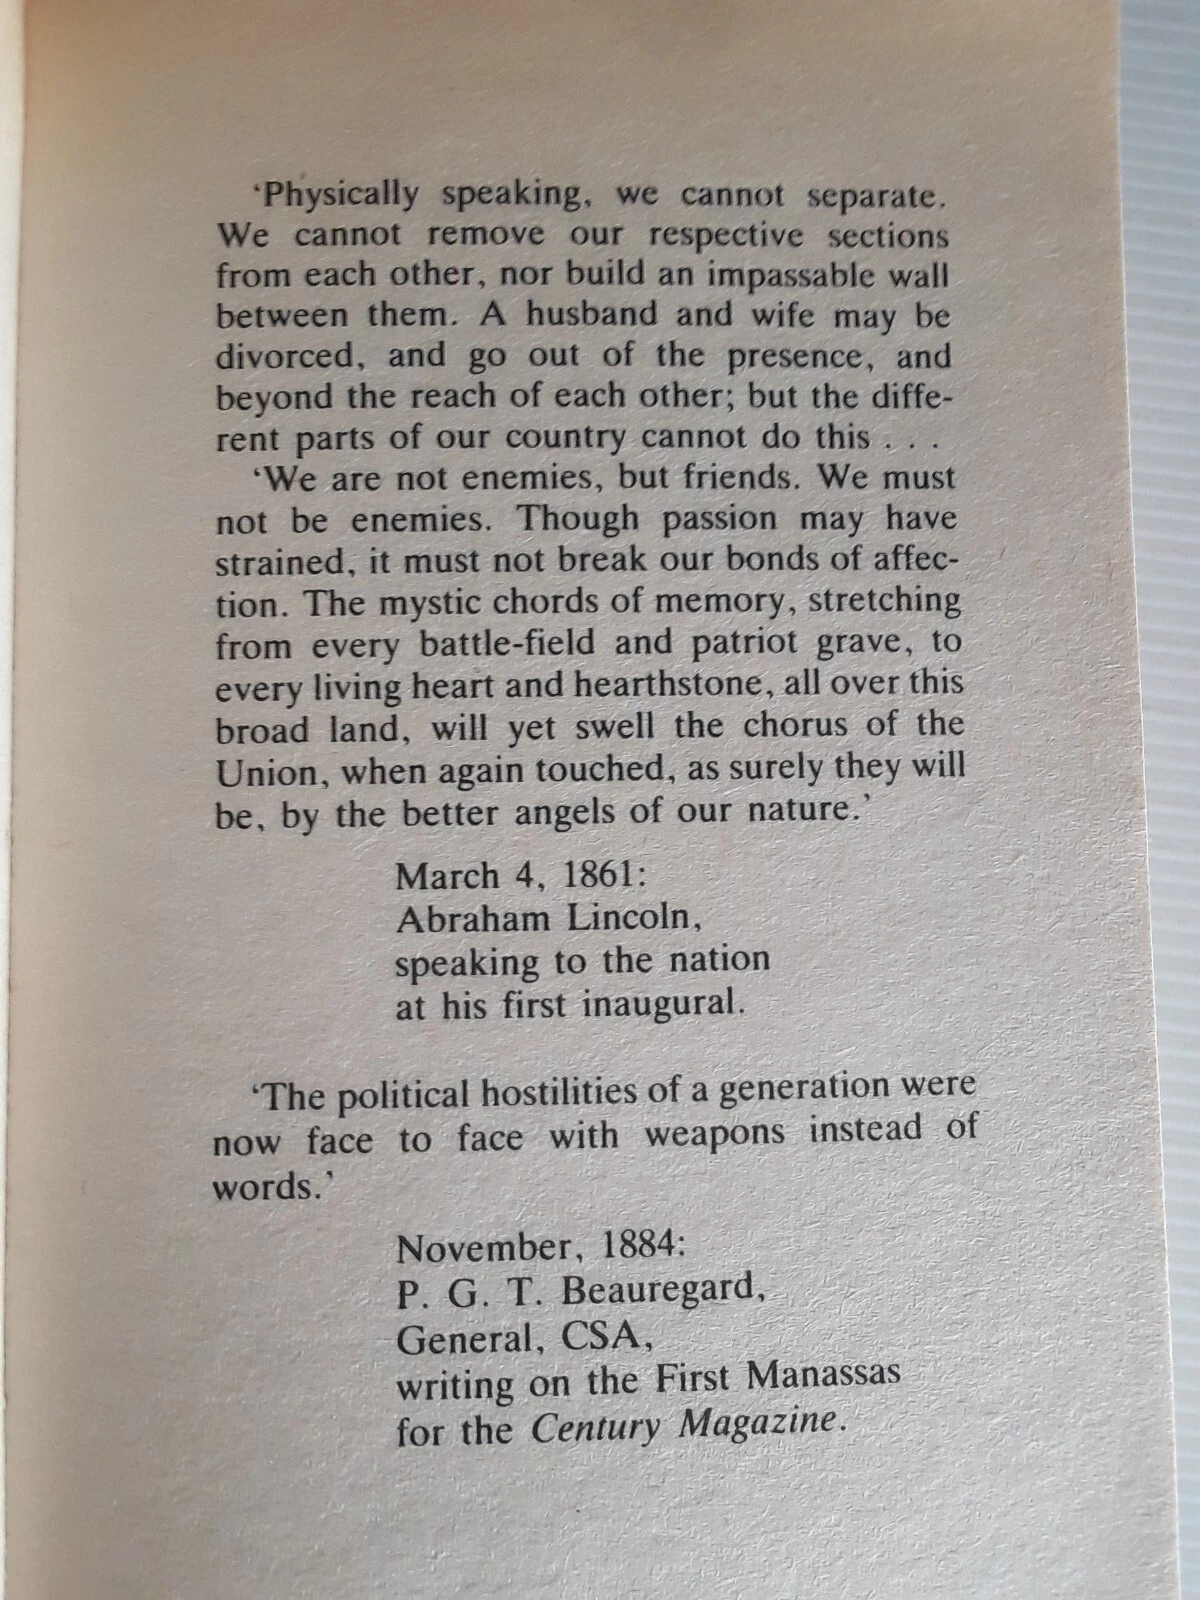 ‘Physically speaking, we cannot separate.
We cannot remove our respective sections
from each other, nor build an impassable wall
between them. A husband and wife may be
divorced, and go out of the presence, and
beyond the reach of each other; but the diffe-
rent parts of our country cannot do this . . .
‘We are not enemies, but friends. We must
not be enemies. Though passion may have
strained, it must not break our bonds of affec-
tion. The mystic chords of memory, stretching
from every battle-field and patriot grave, to
every living heart and hearthstone, all over this
broad land, will yet swell the chorus of the
Union, when again touched, as surely they will
be, by the better angels of our nature.’
March 4, 1861:
Abraham Lincoln,
speaking to the nation
at his first inaugural.
‘The political hostilities of a generation were
now face to face with weapons instead of
words.’
November, 1884:
P. G. T. Beauregard,
General, CSA,
writing on the First Manassas
for the Century Magazine.